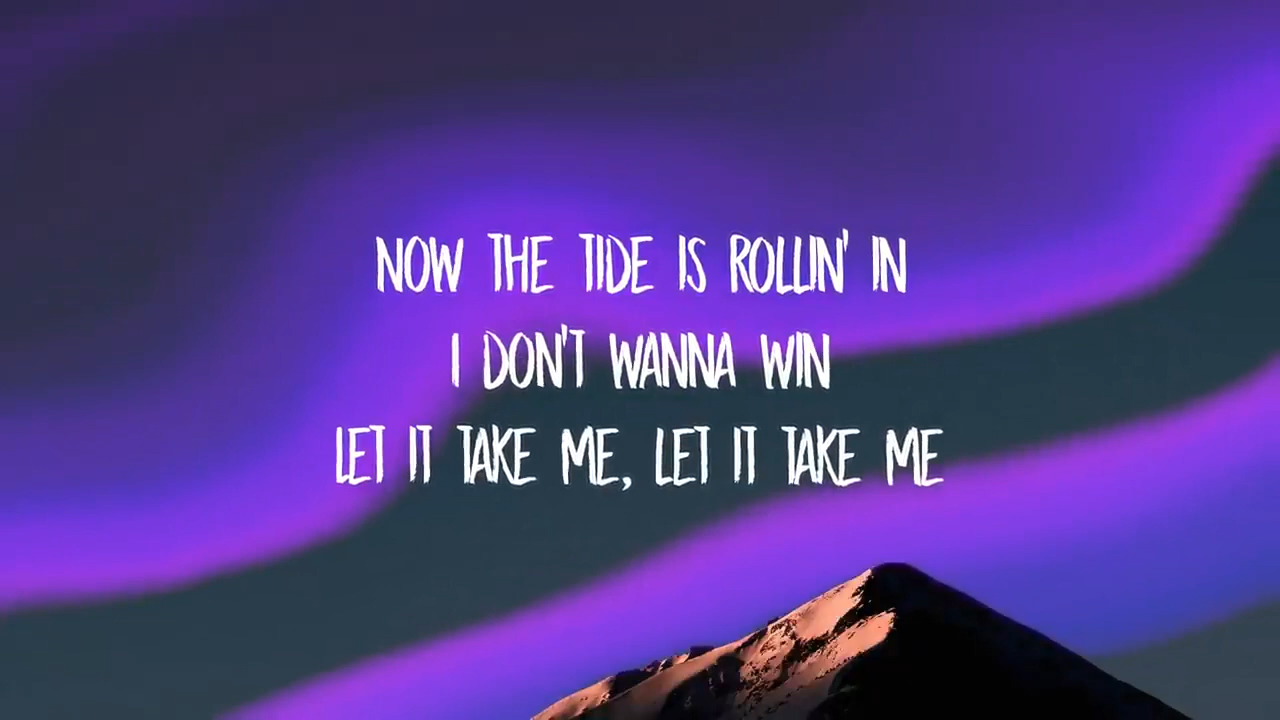 NOW THE TIDE IS ROLLIN' IN
I DON'T WANNA WIN
LET IT TAKE ME, LET IT TAKE ME